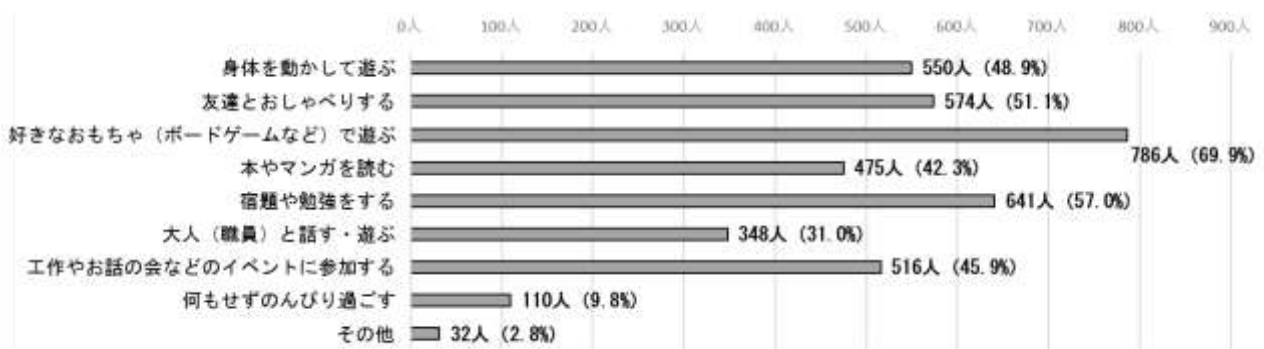 0人 100人 200人 300人 400人 500人 600人 700人 800人 900人
身体を動かして遊ぶ 550人 (48.9%)
友達とおしゃべりする 574人 (51.1%)
好きなおもちゃ（ボードゲームなど）で遊ぶ 786人 (69.9%)
本やマンガを読む 475人 (42.3%)
宿題や勉強をする 641人 (57.0%)
大人（職員）と話す・遊ぶ 348人 (31.0%)
工作やお話の会などのイベントに参加する 516人 (45.9%)
何もせずのんびり過ごす 110人 (9.8%)
その他 32人 (2.8%)